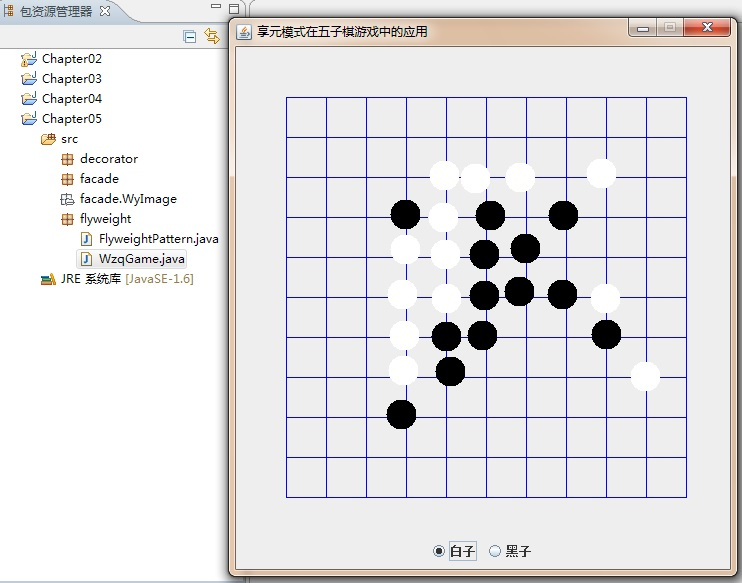 包资源管理器
Chapter02
Chapter03
Chapter04
Chapter05
src
decorator
facade
facade.WyImage
flyweight
FlyweightPattern.java
WzqGame.java
JRE 系统库 [JavaSE-1.6]
享元模式在五子棋游戏中的应用
白子 黑子